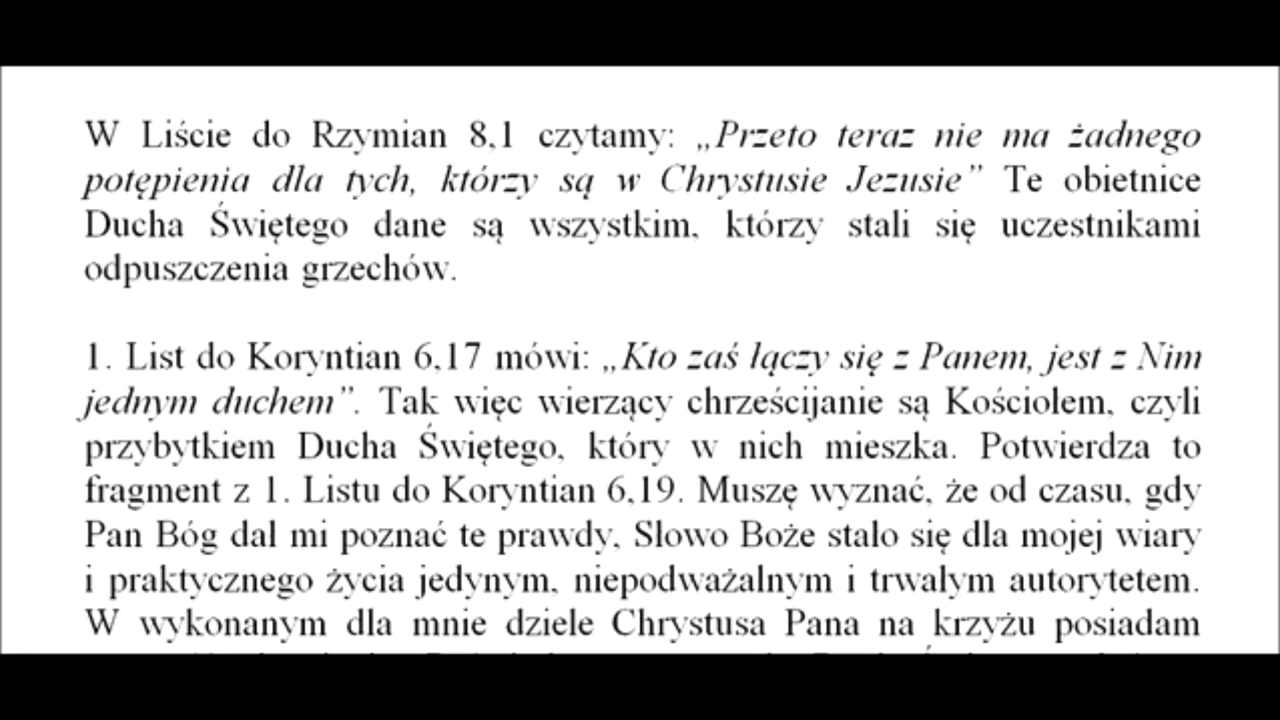 W Liście do Rzymian 8,1 czytamy: „Przeto teraz nie ma żadnego
potępienia dla tych, którzy są w Chrystusie Jezusie” Te obietnice
Ducha Świętego dane są wszystkim, którzy stali się uczestnikami
odpuszczenia grzechów.
1. List do Koryntian 6,17 mówi: „Kto zaś łączy się z Panem, jest z Nim
jednym duchem”. Tak więc wierzący chrześcijanie są Kościołem, czyli
przybytkiem Ducha Świętego, który w nich mieszka. Potwierdza to
fragment z 1. Listu do Koryntian 6,19. Muszę wyznać, że od czasu, gdy
Pan Bóg dał mi poznać te prawdy, Słowo Boże stało się dla mojej wiary
i praktycznego życia jedynym, niepodważalnym i trwałym autorytetem.
W wykonanym dla mnie dziele Chrystusa Pana na krzyżu posiadam